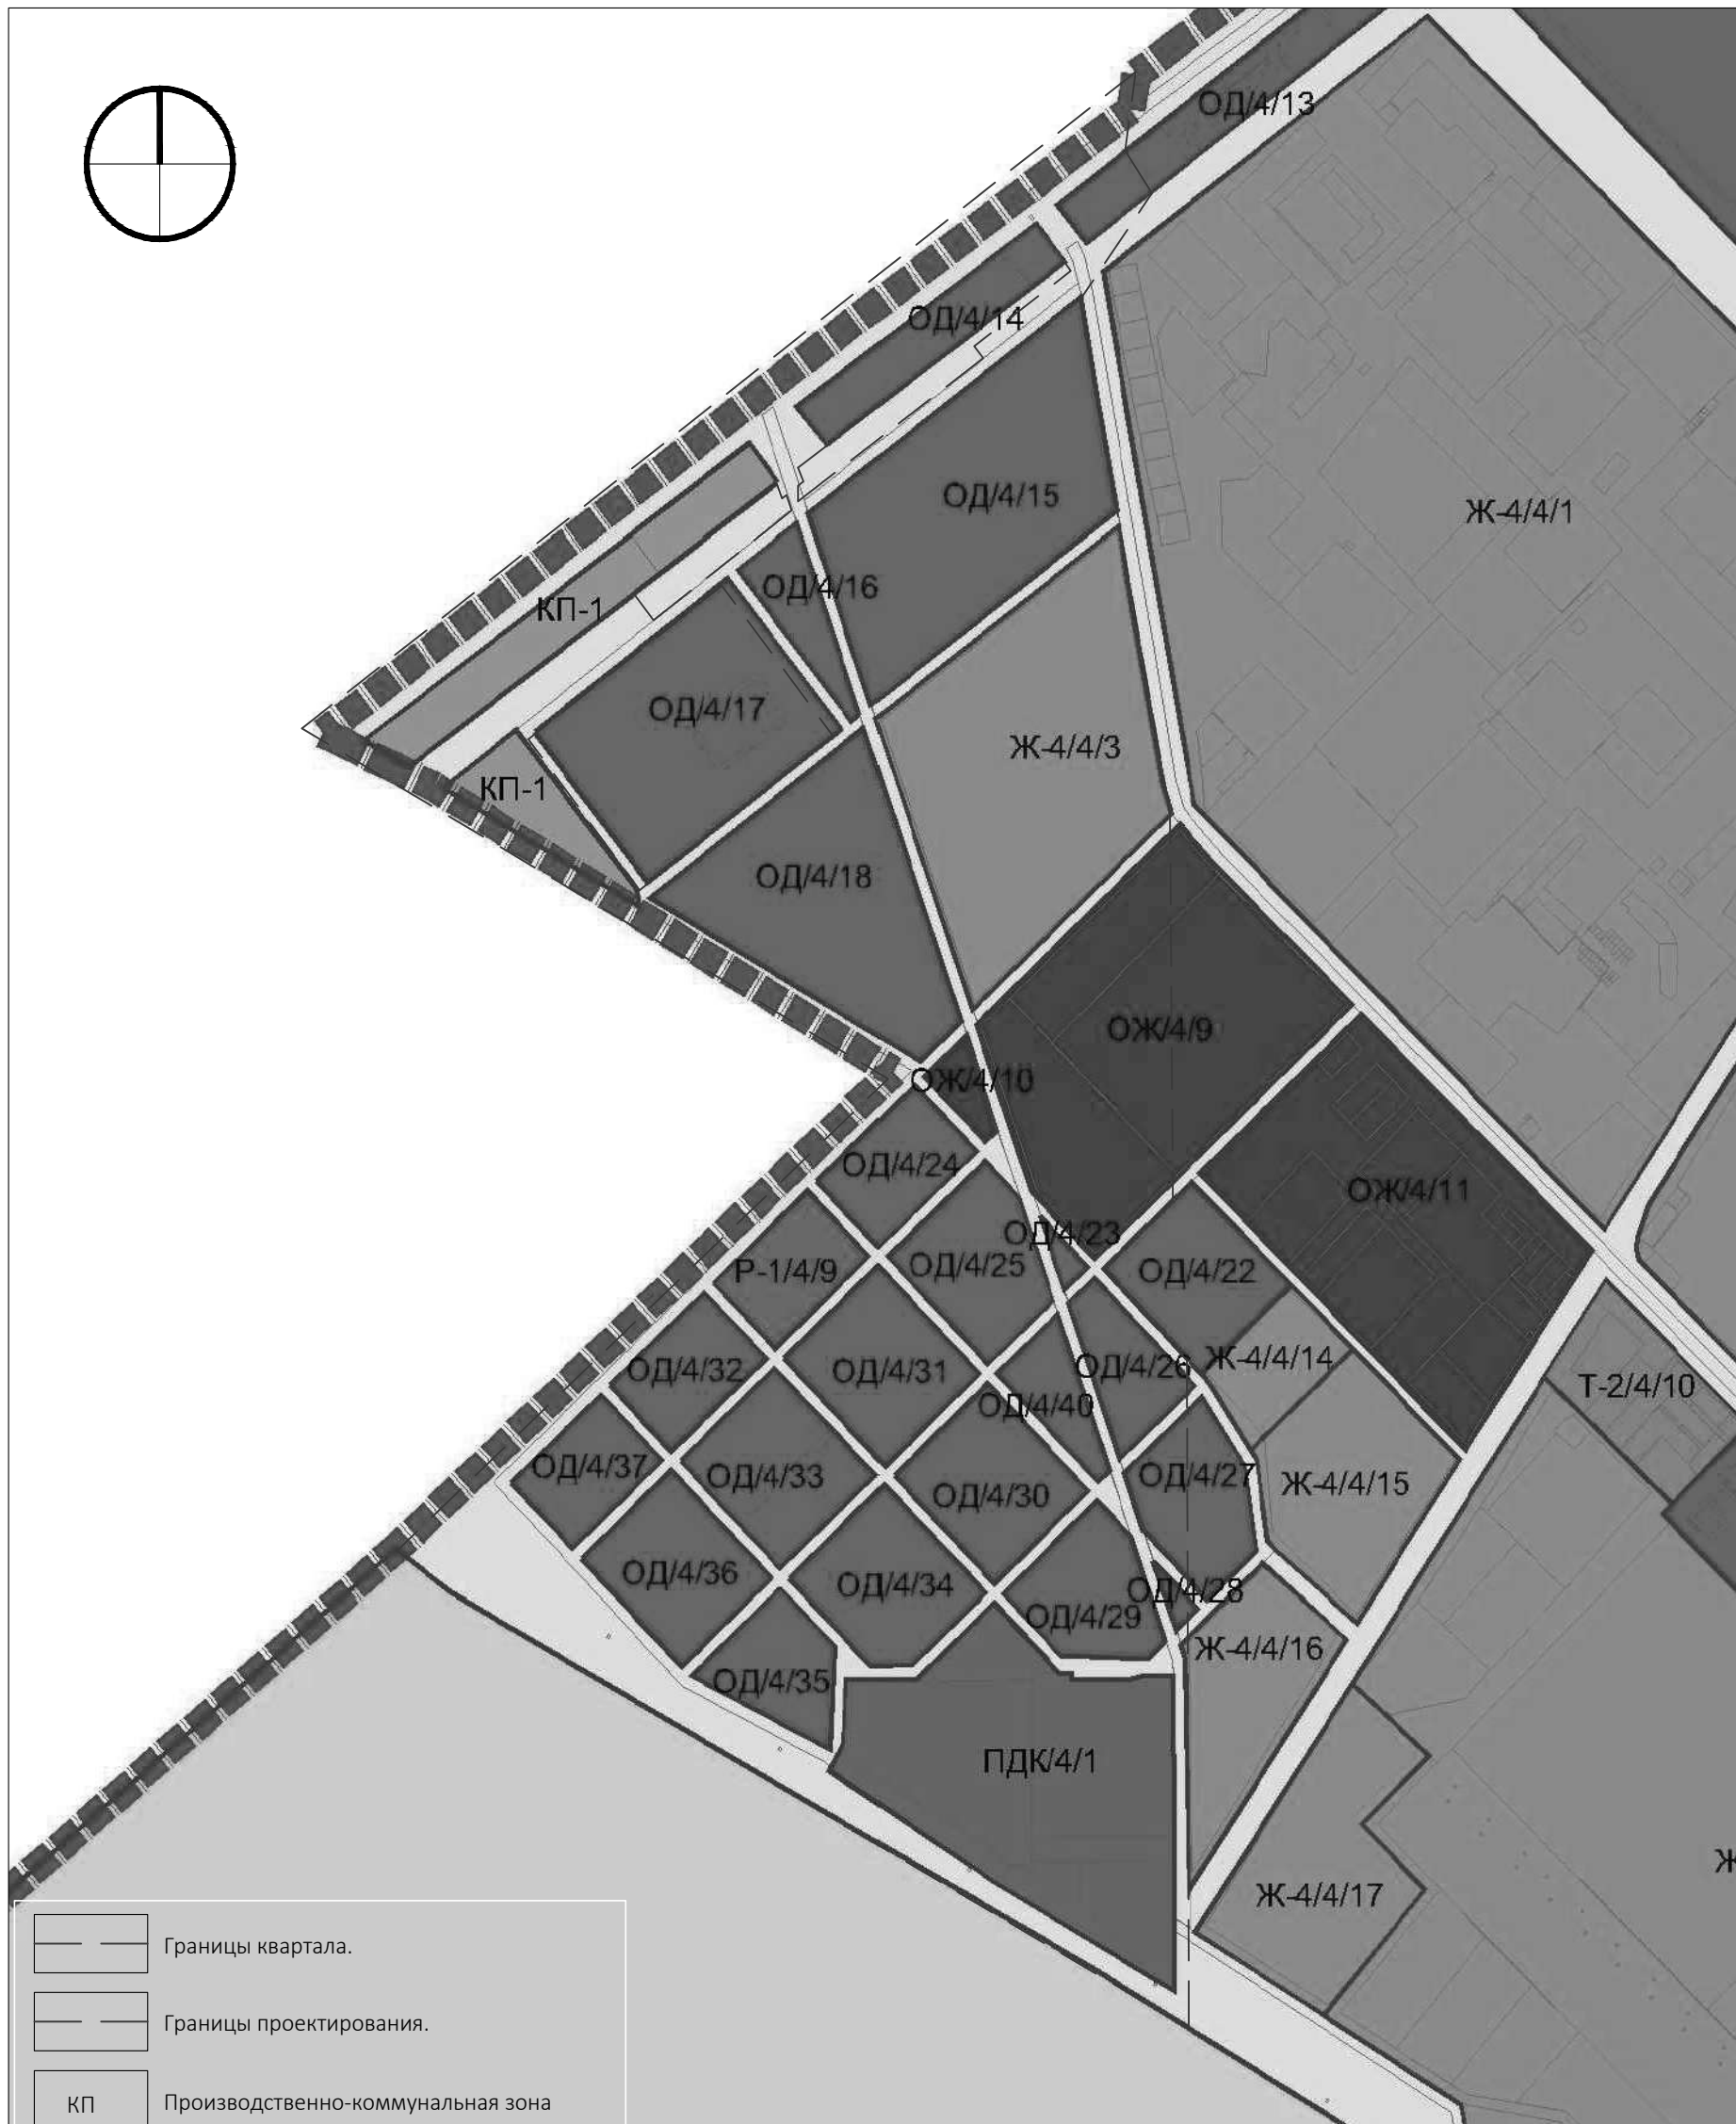 ОД/4/13
ОД/4/14
ОД/4/15
Ж-4/4/1
ОД/4/16
КП-1
ОД/4/17
Ж-4/4/3
КП-1
ОД/4/18
ОЖ/4/9
ОЖ/4/10
ОД/4/24
ОЖ/4/11
ОД/4/23
Р-1/4/9
ОД/4/25
ОД/4/22
ОД/4/32
ОД/4/31
ОД/4/26
Ж-4/4/14
Т-2/4/10
ОД/4/40
ОД/4/37
ОД/4/33
ОД/4/27
Ж-4/4/15
ОД/4/30
ОД/4/36
ОД/4/34
ОД/4/28
ОД/4/29
Ж-4/4/16
ОД/4/35
ПДК/4/1
Ж
Ж-4/4/17
Границы квартала.
Границы проектирования.
КП Производственно-коммунальная зона